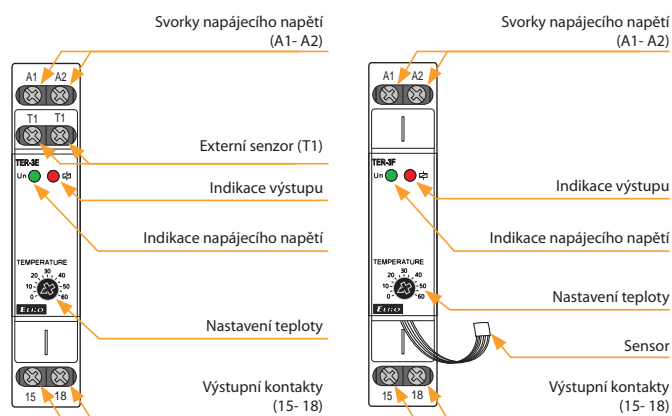 Svorky napájecího napětí
(A1- A2)
A1 A2
T1 T1
Externí senzor (T1)
TER-3E
Un
Indikace výstupu
Indikace napájecího napětí
TEMPERATURE
0 10 20 30 40 50 60
ELKO
Nastavení teploty
Výstupní kontakty
(15- 18)
15 18
Svorky napájecího napětí
(A1- A2)
A1 A2
TER-3F
Un
Indikace výstupu
Indikace napájecího napětí
TEMPERATURE
0 10 20 30 40 50 60
ELKO
Nastavení teploty
Sensor
Výstupní kontakty
(15- 18)
15 18